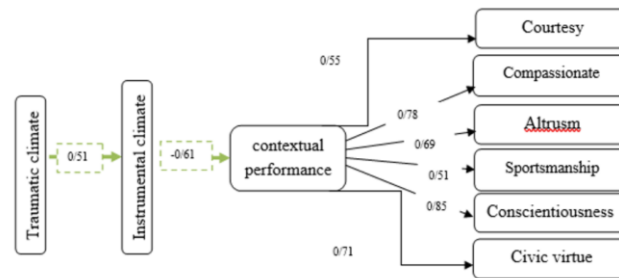 Traumatic climate
0/51
Instrumental climate
-0/61
contextual
performance
0/55
0/78
0/69
0/51
0/85
0/71
Courtesy
Compassionate
Altrusm
Sportsmanship
Conscientiousness
Civic virtue